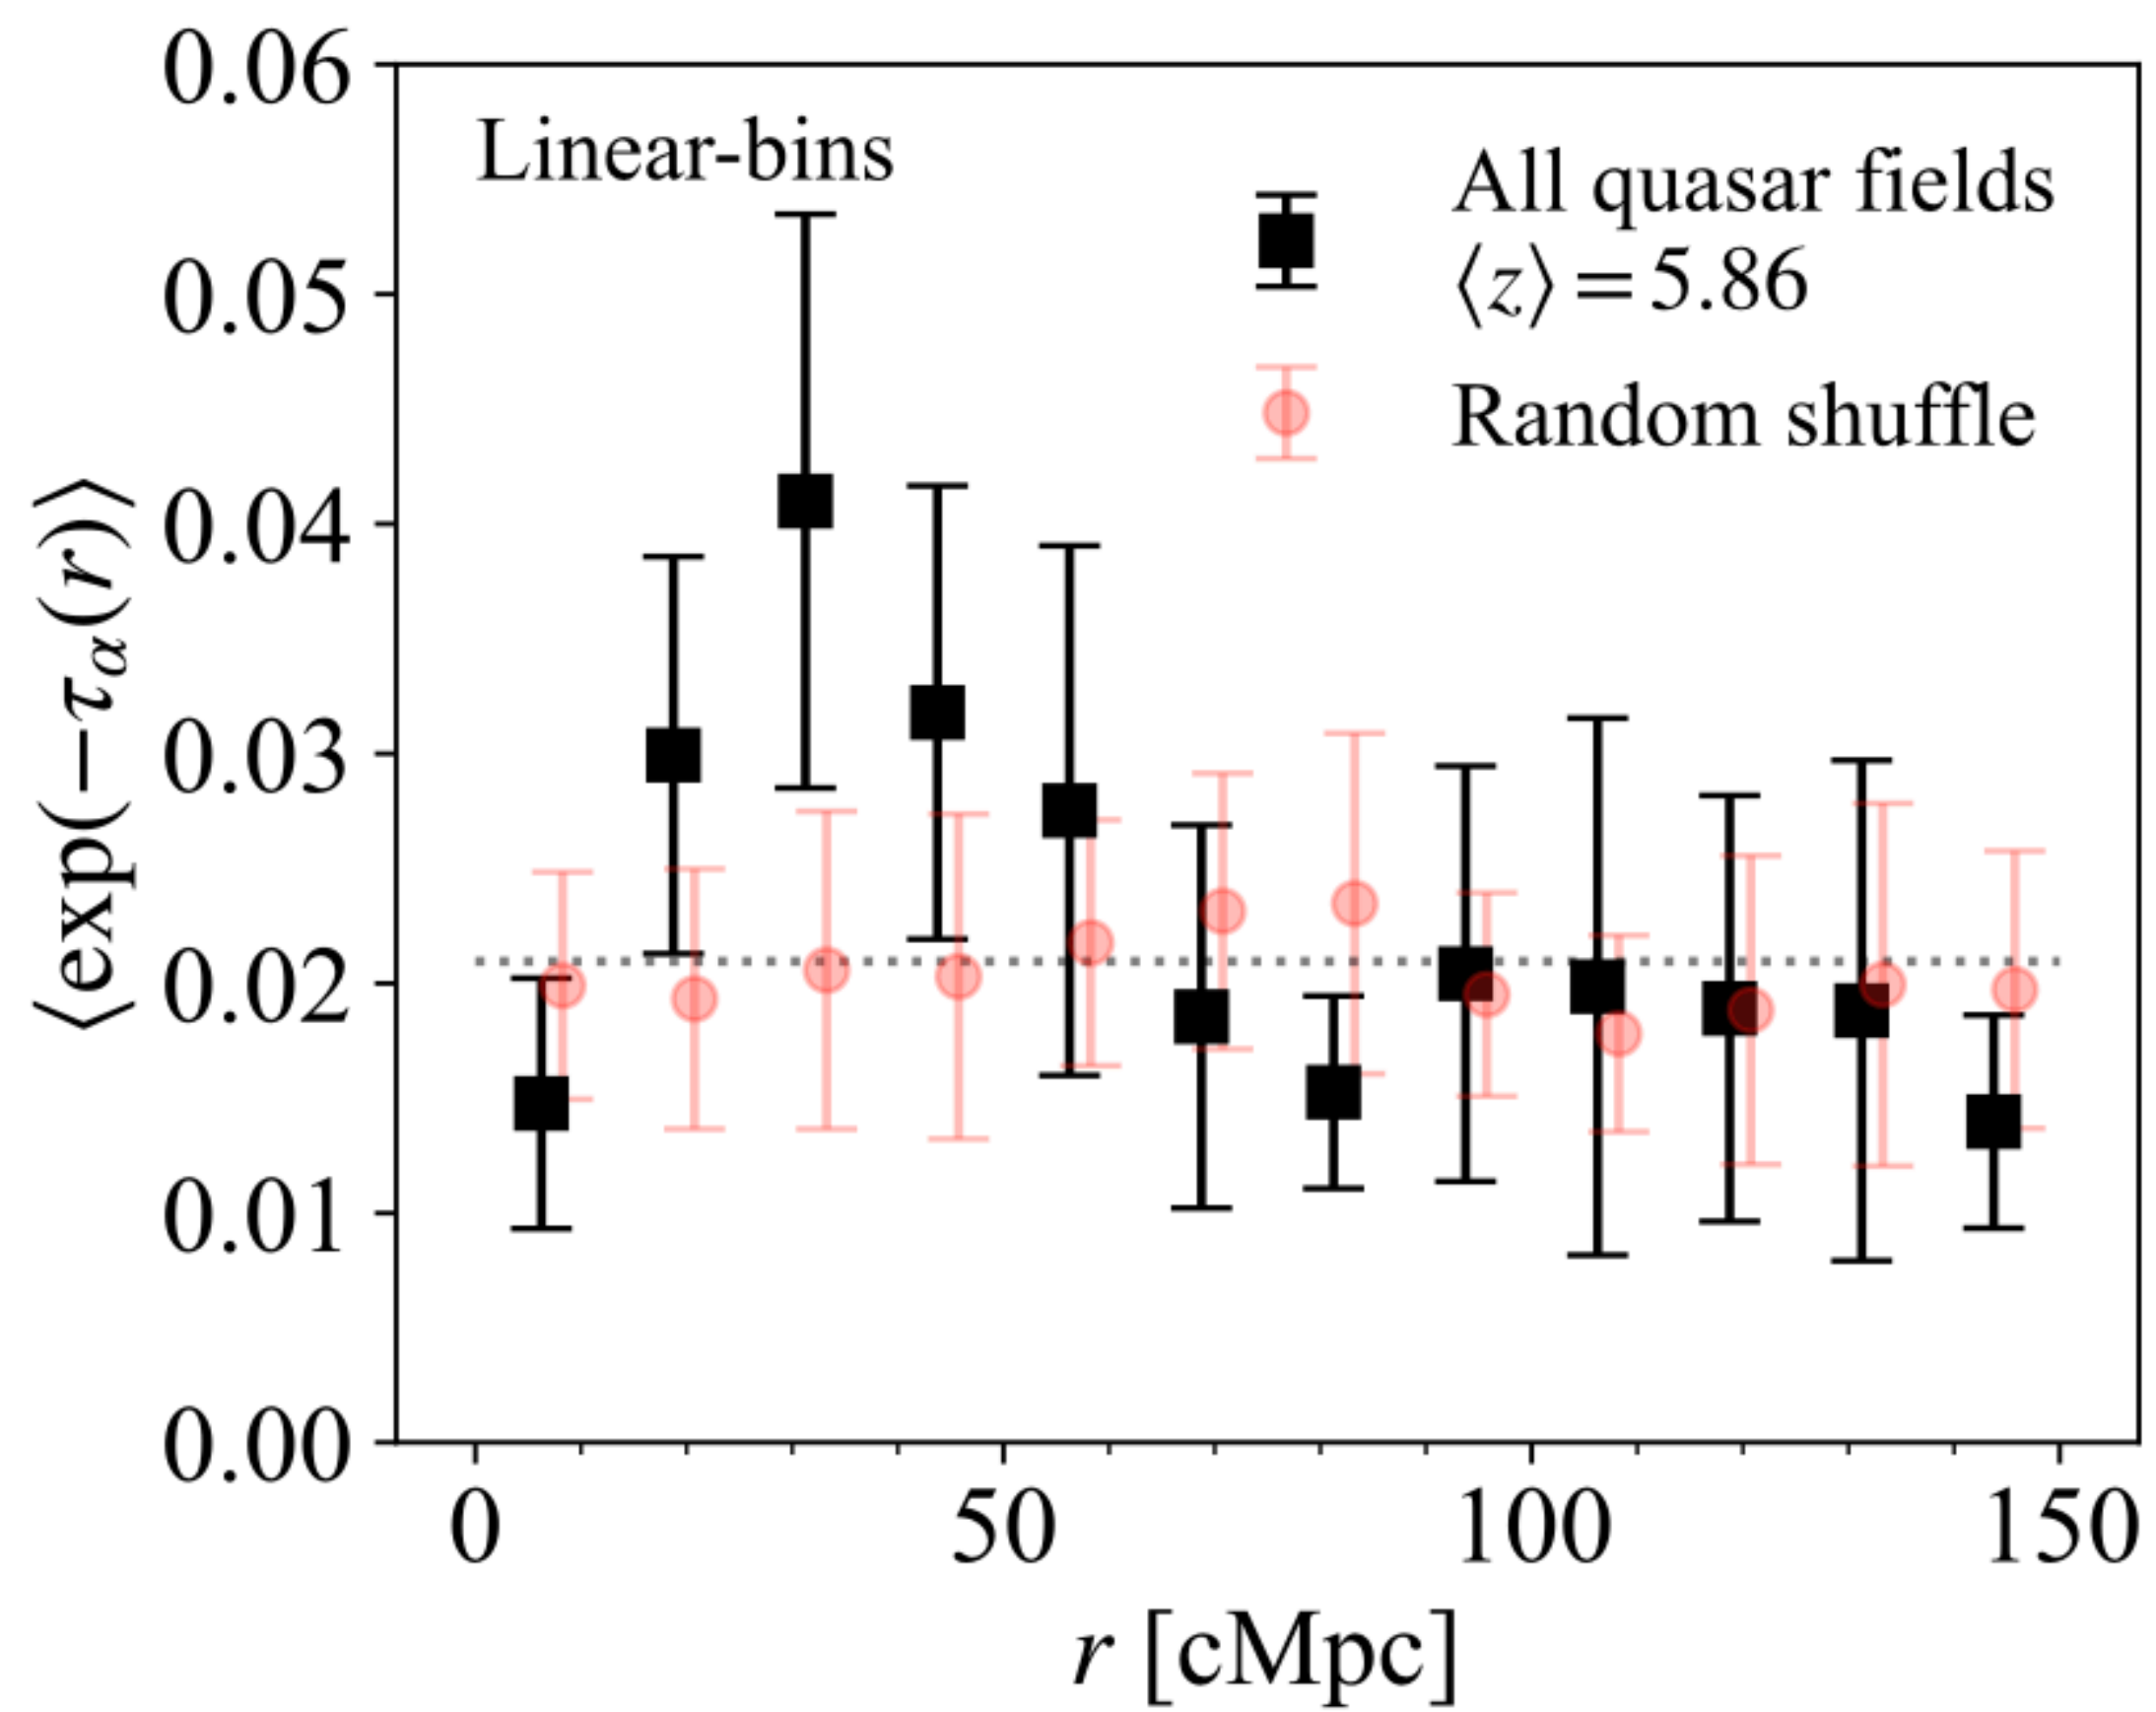 0.06
0.05
0.04
0.03
0.02
0.01
0.00
⟨exp(−τα(r))⟩
Linear-bins
All quasar fields
⟨z⟩ = 5.86
Random shuffle
0 50 100 150
r [cMpc]